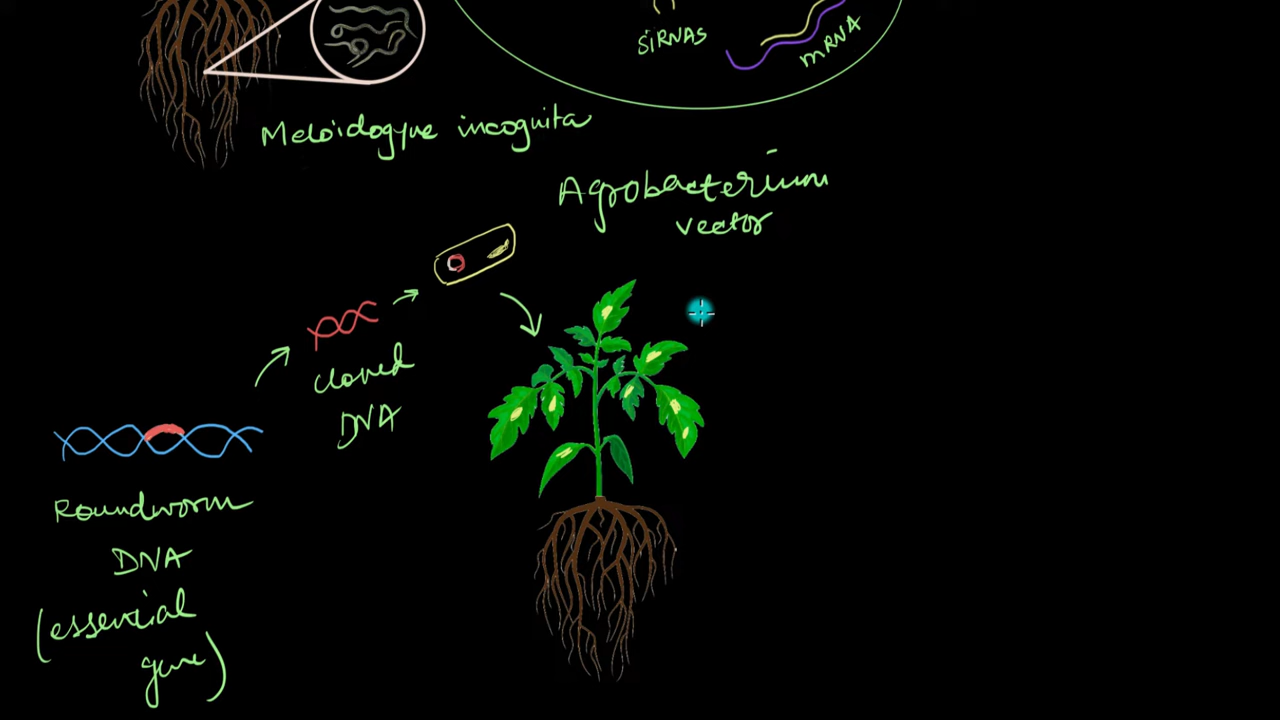 siRNAS
mRNA
Meloidogyne incognita
Agrobacterium
vector
cloned
DNA
Roundworm
DNA
(essential
gene)